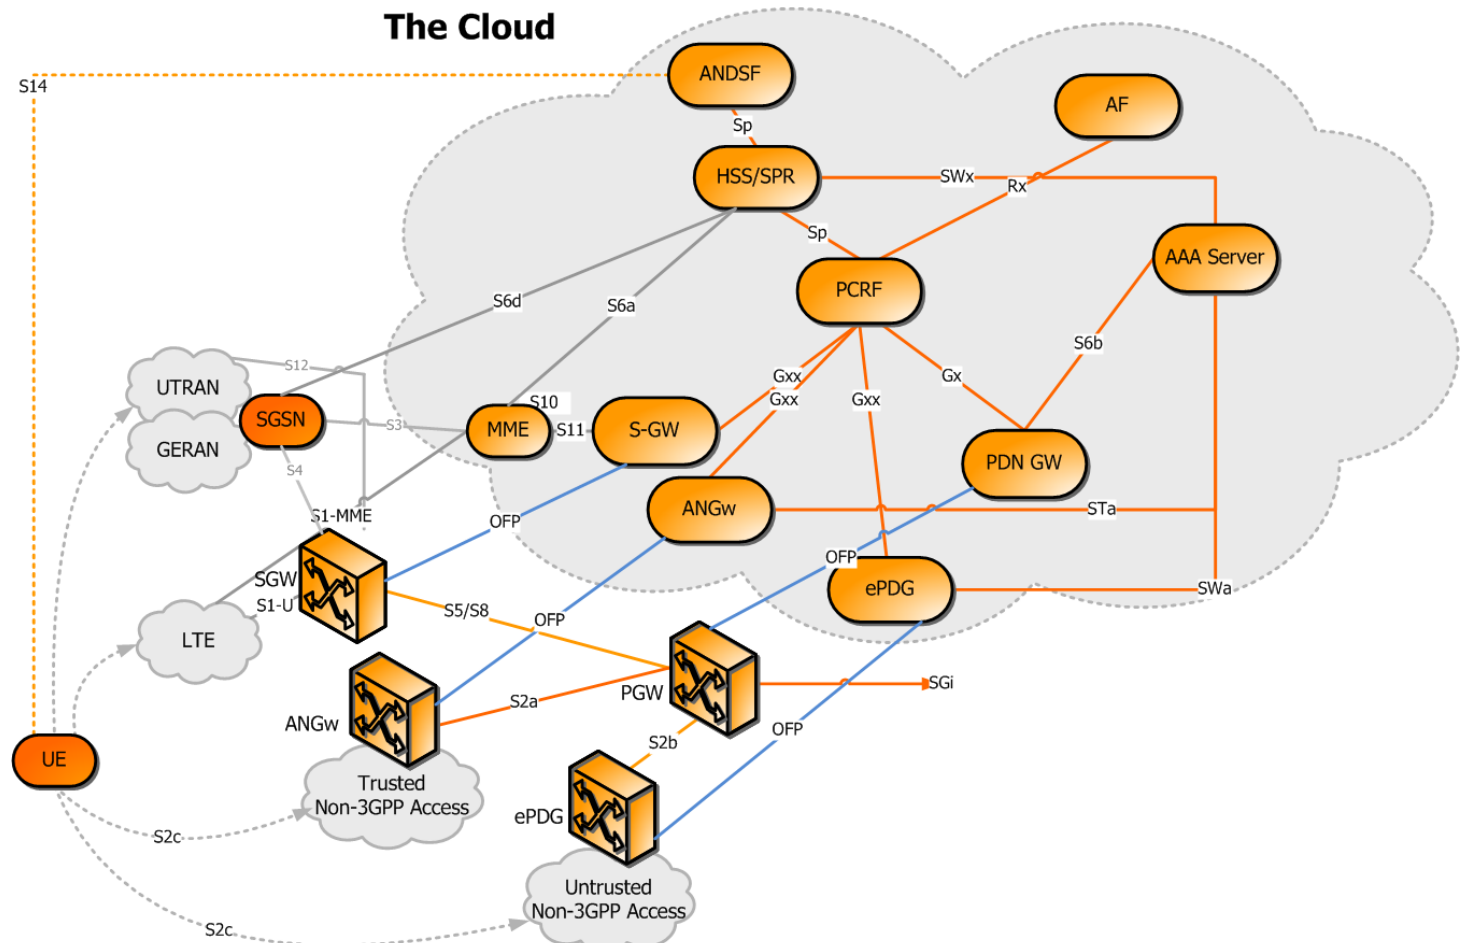 The Cloud
ANDSF
S14
AF
Sp
HSS/SPR
SWx
Rx
Sp
AAA Server
PCRF
S6d
S6a
S6b
S12
UTRAN
Gxx
Gx
Gxx
Gxx
S10
SGSN
S3
MME
S11
S-GW
GERAN
PDN GW
S4
ANGw
STa
S1-MME
OFP
OFP
SGW
ePDG
SWa
S1-U
S5/S8
OFP
LTE
SGi
PGW
S2a
ANGw
OFP
S2b
UE
Trusted
Non-3GPP Access
ePDG
S2c
Untrusted
Non-3GPP Access
S2c